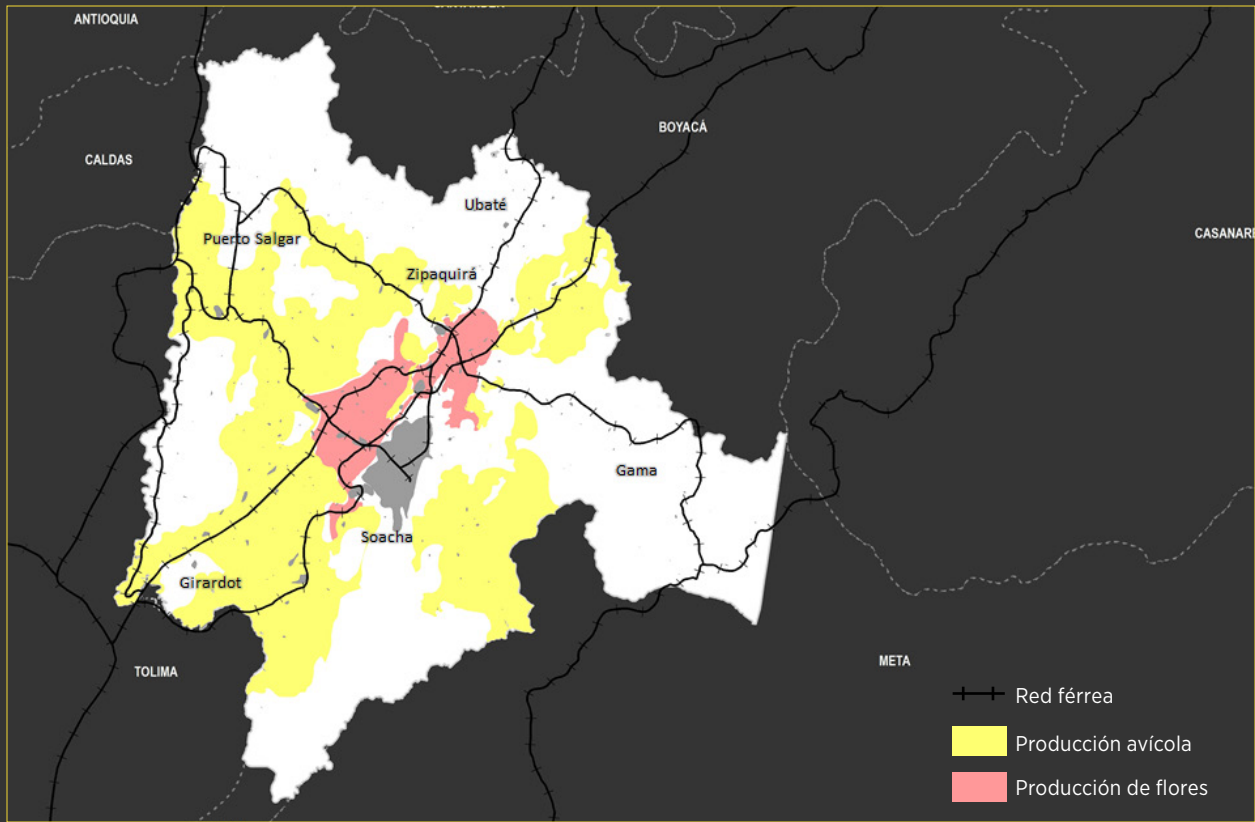 ANTIOQUIA
BOYACÁ
CALDAS
Ubaté
CASANARE
Puerto Salgar
Zipaquirá
Gama
Soacha
Girardot
META
TOLIMA
Red férrea
Producción avícola
Producción de flores